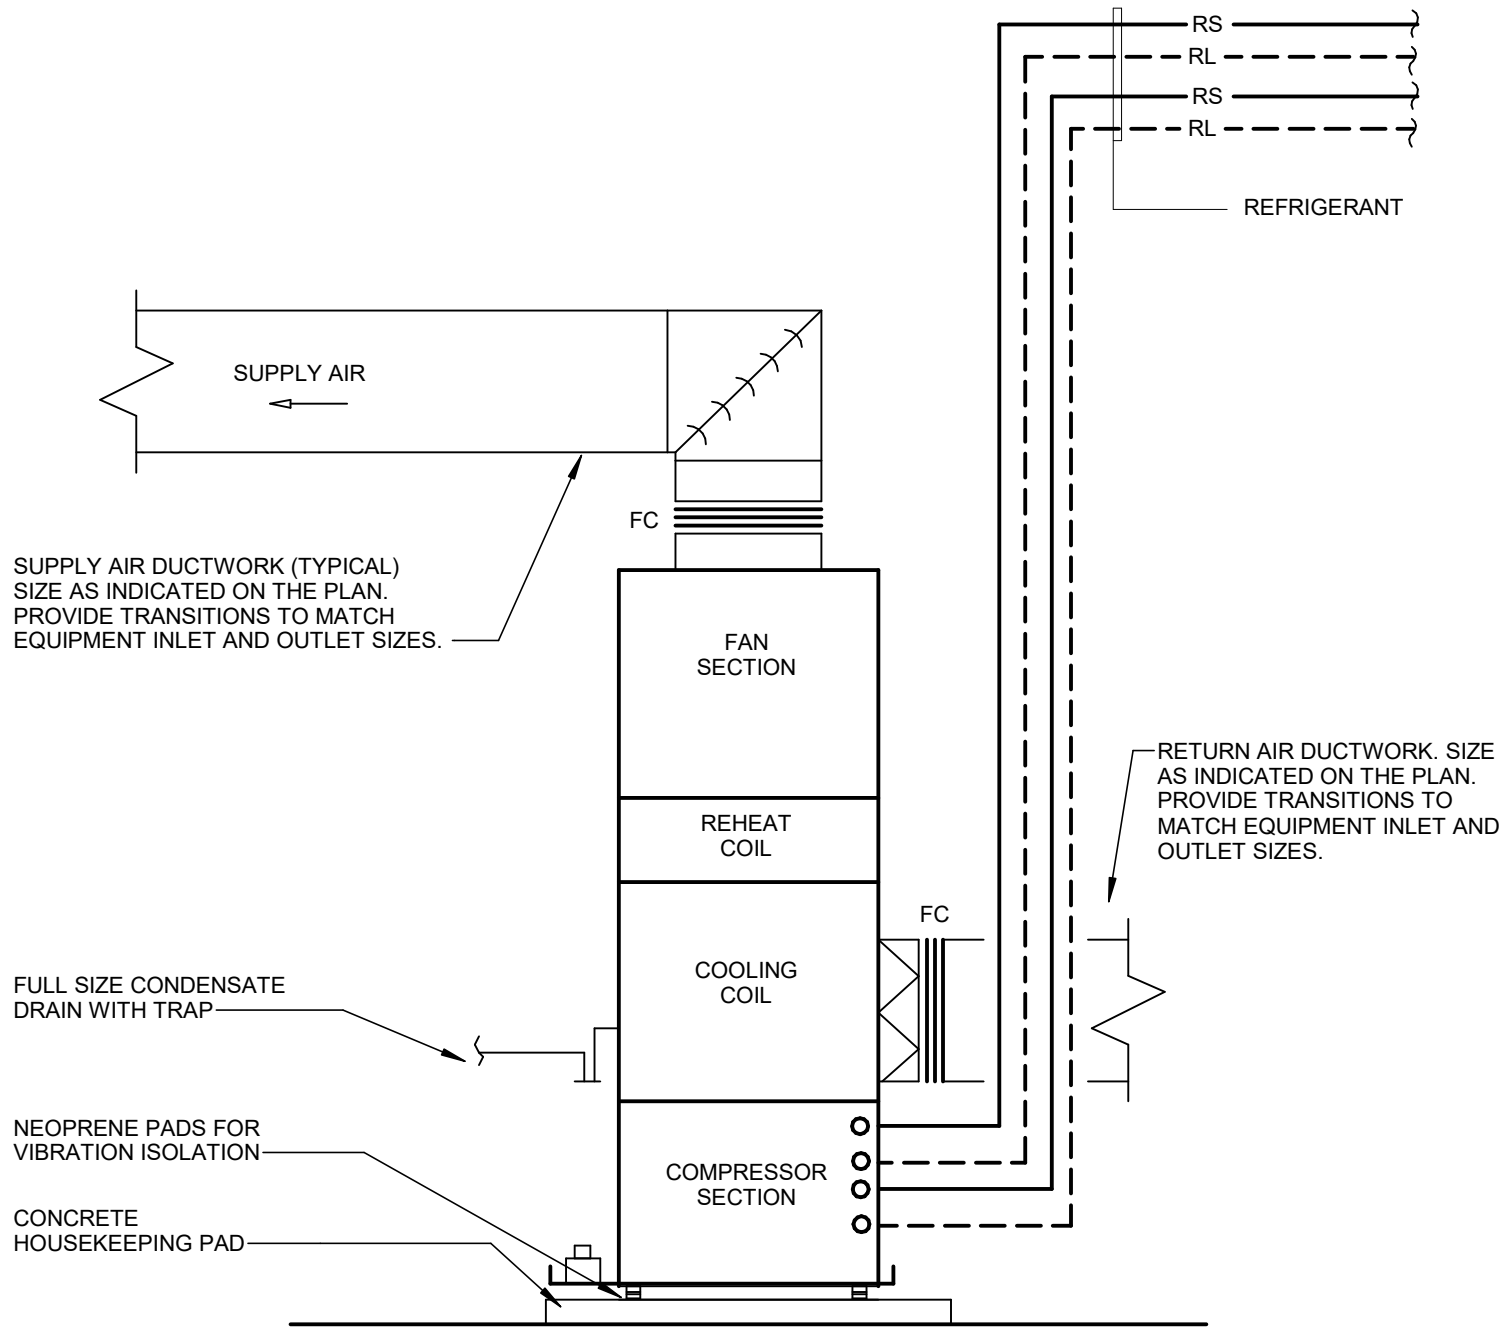 RS
RL
RS
RL
REFRIGERANT
SUPPLY AIR
FC
SUPPLY AIR DUCTWORK (TYPICAL)
SIZE AS INDICATED ON THE PLAN.
PROVIDE TRANSITIONS TO MATCH
EQUIPMENT INLET AND OUTLET SIZES.
FAN
SECTION
RETURN AIR DUCTWORK. SIZE
AS INDICATED ON THE PLAN.
PROVIDE TRANSITIONS TO
MATCH EQUIPMENT INLET AND
OUTLET SIZES.
REHEAT
COIL
FC
COOLING
COIL
FULL SIZE CONDENSATE
DRAIN WITH TRAP
NEOPRENE PADS FOR
VIBRATION ISOLATION
COMPRESSOR
SECTION
CONCRETE
HOUSEKEEPING PAD